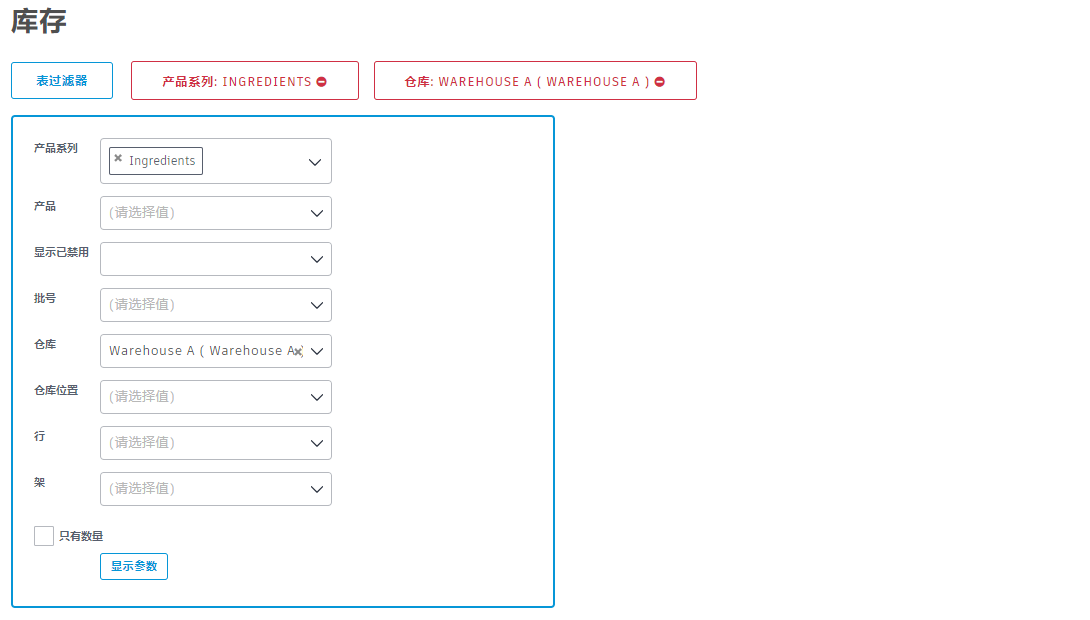 库存
表过滤器
产品系列: INGREDIENTS
仓库: WAREHOUSE A ( WAREHOUSE A )
产品系列
Ingredients
产品
(请选择值)
显示已禁用
批号
(请选择值)
仓库
Warehouse A ( Warehouse A )
仓库位置
(请选择值)
行
(请选择值)
架
(请选择值)
只有数量
显示参数